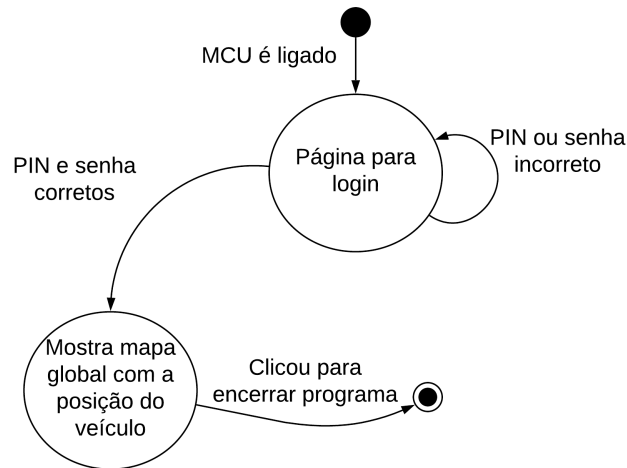 MCU é ligado
Página para
login
PIN ou senha
incorreto
PIN e senha
corretos
Mostra mapa
global com a
posição do
veículo
Clicou para
encerrar programa